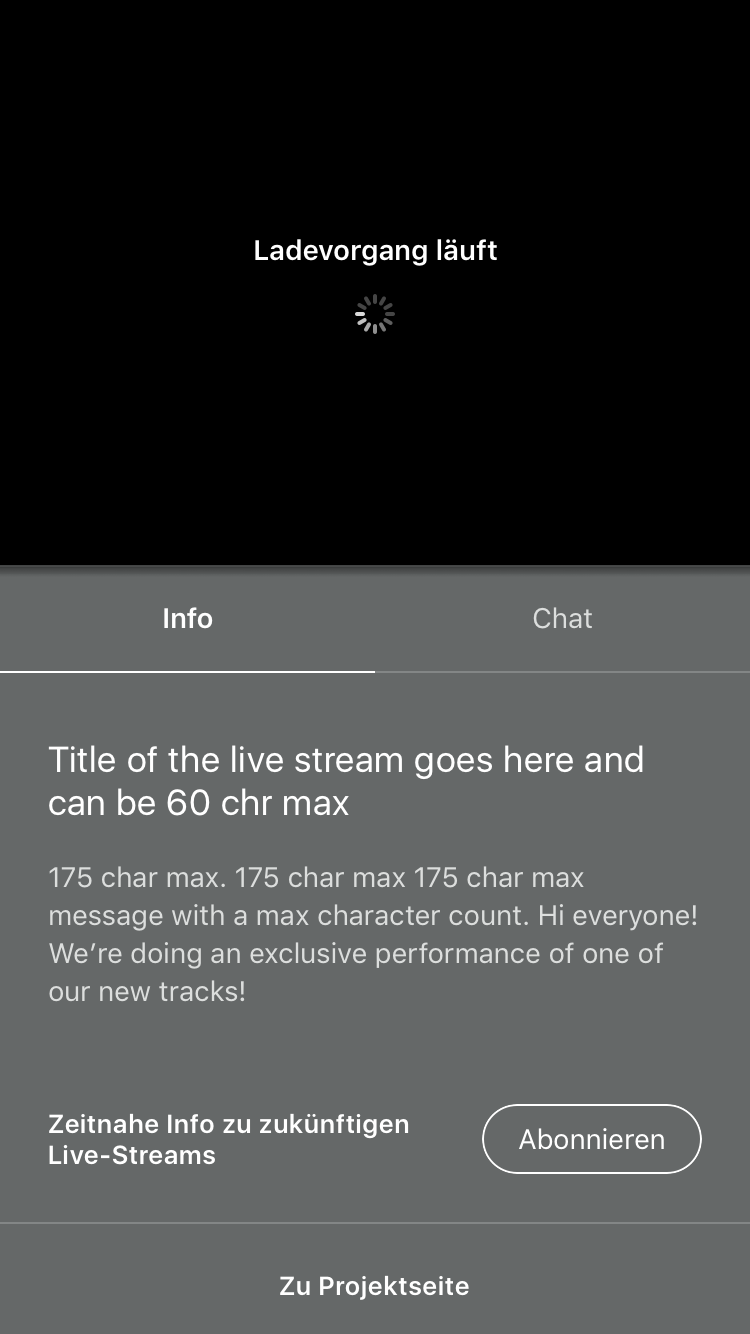 Ladevorgang läuft
Info
Chat
Title of the live stream goes here and
can be 60 chr max
175 char max. 175 char max 175 char max
message with a max character count. Hi everyone!
We’re doing an exclusive performance of one of
our new tracks!
Zeitnahe Info zu zukünftigen
Live-Streams
Abonnieren
Zu Projektseite